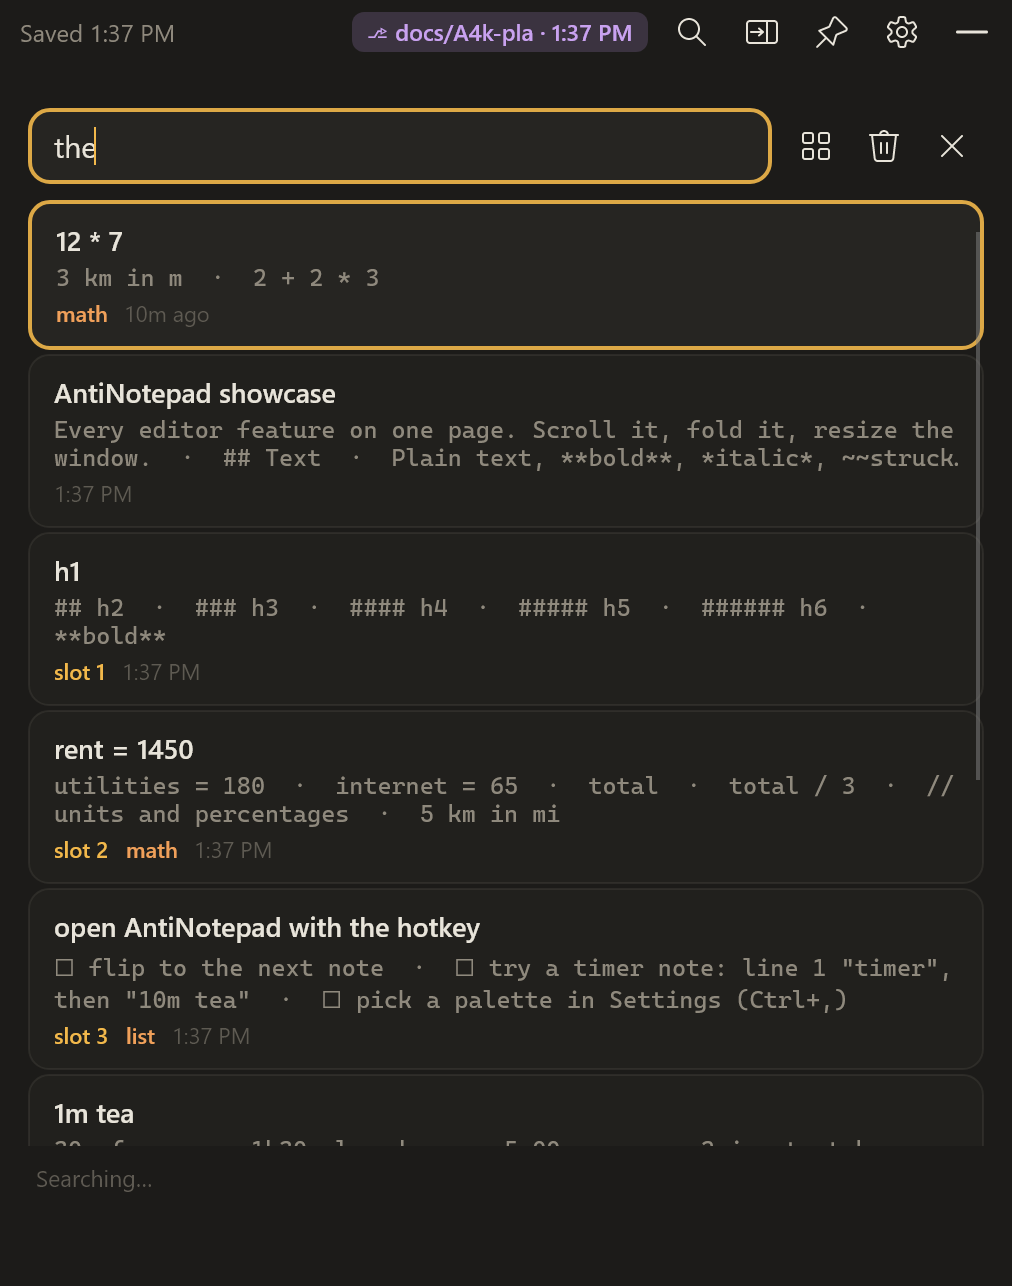 Saved 1:37 PM
docs/A4k-pla · 1:37 PM
the
12 * 7
3 km in m · 2 + 2 * 3
math 10m ago
AntiNotepad showcase
Every editor feature on one page. Scroll it, fold it, resize the
window. · ## Text · Plain text, **bold**, *italic*, ~~struck.
1:37 PM
h1
## h2 · ### h3 · #### h4 · ##### h5 · ###### h6 ·
**bold**
slot 1 1:37 PM
rent = 1450
utilities = 180 · internet = 65 · total · total / 3 · //
units and percentages · 5 km in mi
slot 2 math 1:37 PM
open AntiNotepad with the hotkey
☐ flip to the next note · ☐ try a timer note: line 1 "timer",
then "10m tea" · ☐ pick a palette in Settings (Ctrl+,)
slot 3 list 1:37 PM
1m tea
Searching...